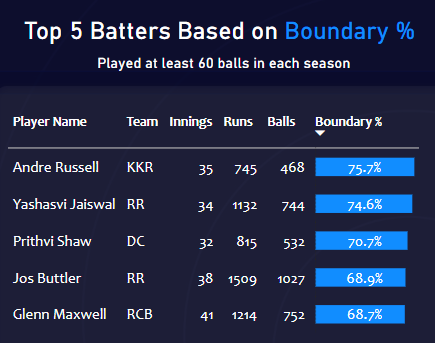 Top 5 Batters Based on Boundary %
Played at least 60 balls in each season
Player Name Team Innings Runs Balls Boundary %
Andre Russell KKR 35 745 468 75.7%
Yashasvi Jaiswal RR 34 1132 744 74.6%
Prithvi Shaw DC 32 815 532 70.7%
Jos Buttler RR 38 1509 1027 68.9%
Glenn Maxwell RCB 41 1214 752 68.7%